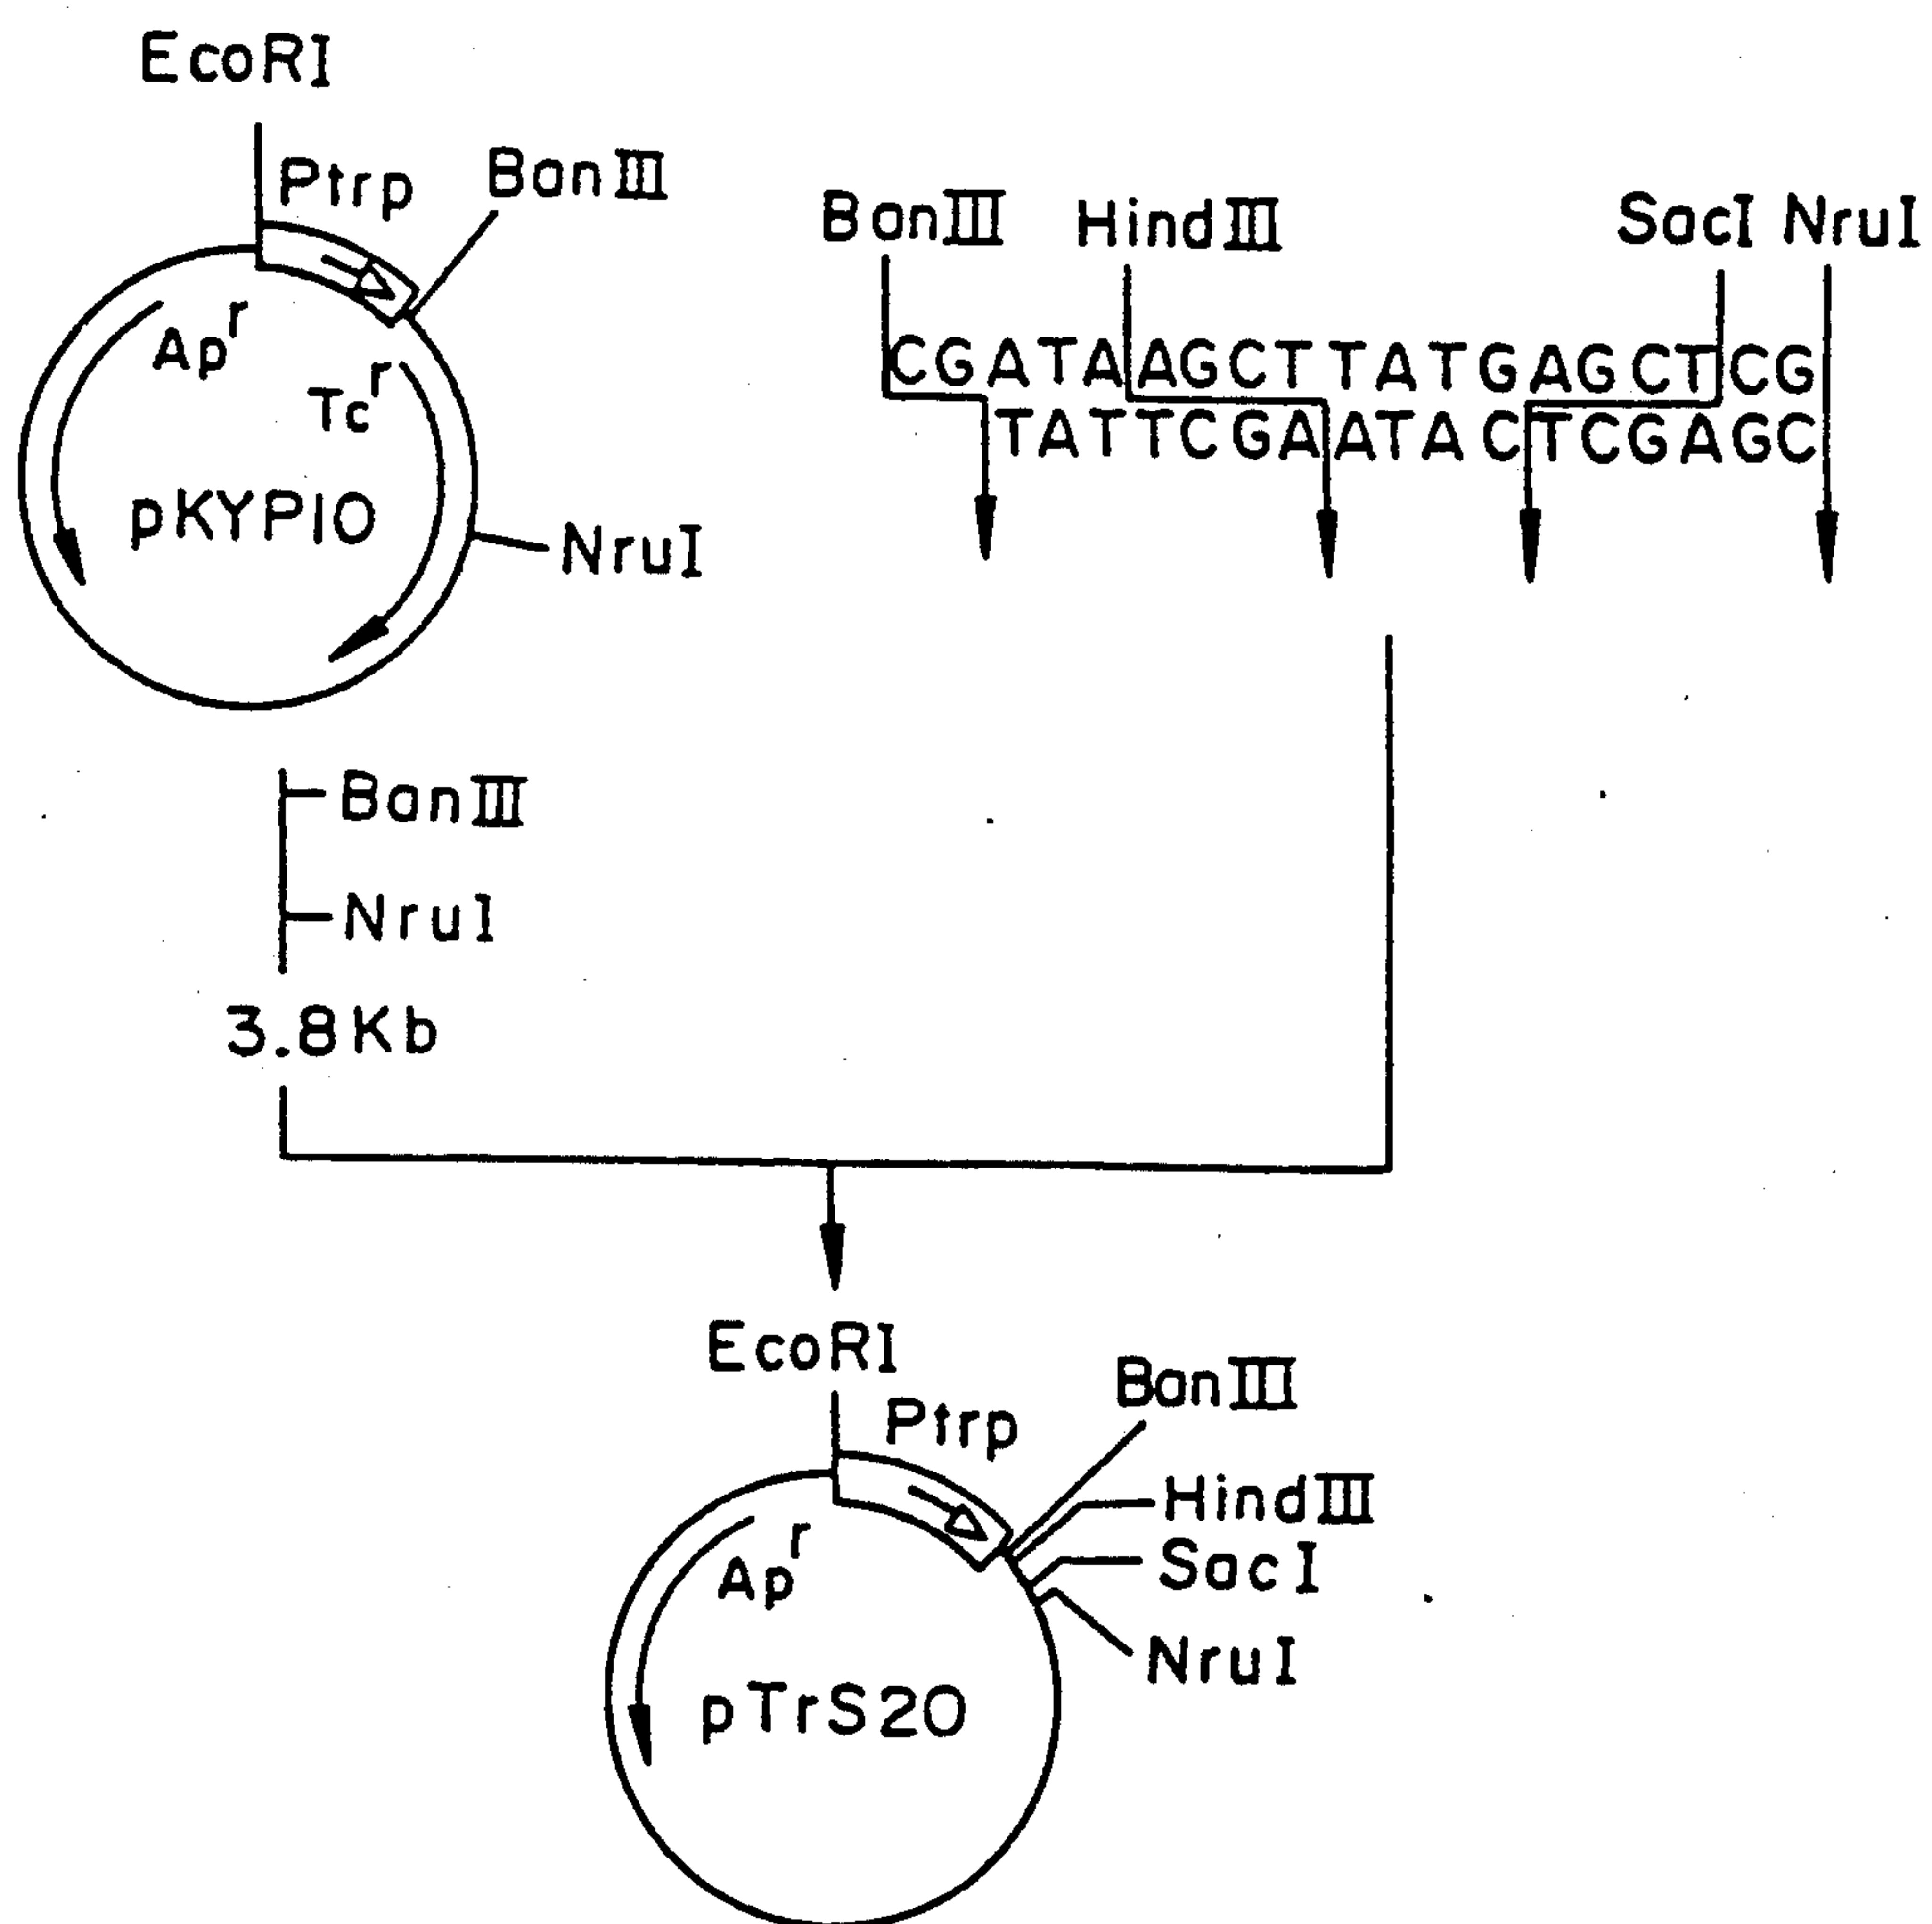 EcoRI
Ptrp
BanIII
Apr
Tcr
pKYP10
NruI
BanIII HindIII SacI NruI
CGATAAGCTTATGAGCTCG
TATTCGAATACTCGAGC
BanIII
NruI
3.8Kb
EcoRI
Ptrp
BanIII
HindIII
SacI
NruI
Apr
pTrS20